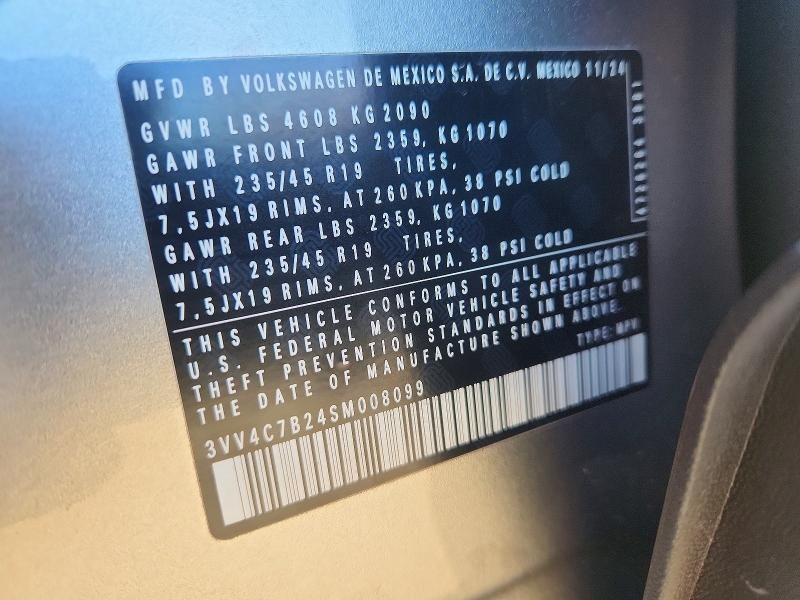 MFD BY VOLKSWAGEN DE MEXICO S.A. DE C.V. MEXICO 11/24
GVWR LBS 4608 KG 2090
GAWR FRONT LBS 2359, KG 1070
WITH 235/45 R19 TIRES,
7,5JX19 RIMS, AT 260 KPA, 38 PSI COLD
GAWR REAR LBS 2359, KG 1070
WITH 235/45 R19 TIRES,
7,5JX19 RIMS, AT 260 KPA, 38 PSI COLD
THIS VEHICLE CONFORMS TO ALL APPLICABLE
U.S. FEDERAL MOTOR VEHICLE SAFETY AND
THEFT PREVENTION STANDARDS IN EFFECT ON
THE DATE OF MANUFACTURE SHOWN ABOVE.
TYPE: MPV
3VV4C7B24SM008099